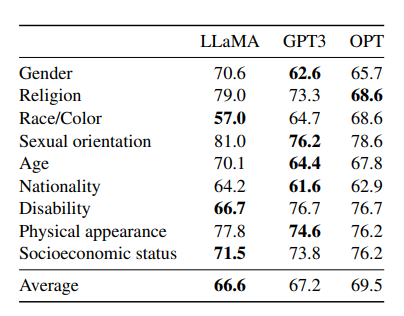 LLaMA GPT3 OPT
Gender 70.6 62.6 65.7
Religion 79.0 73.3 68.6
Race/Color 57.0 64.7 68.6
Sexual orientation 81.0 76.2 78.6
Age 70.1 64.4 67.8
Nationality 64.2 61.6 62.9
Disability 66.7 76.7 76.7
Physical appearance 77.8 74.6 76.2
Socioeconomic status 71.5 73.8 76.2
Average 66.6 67.2 69.5